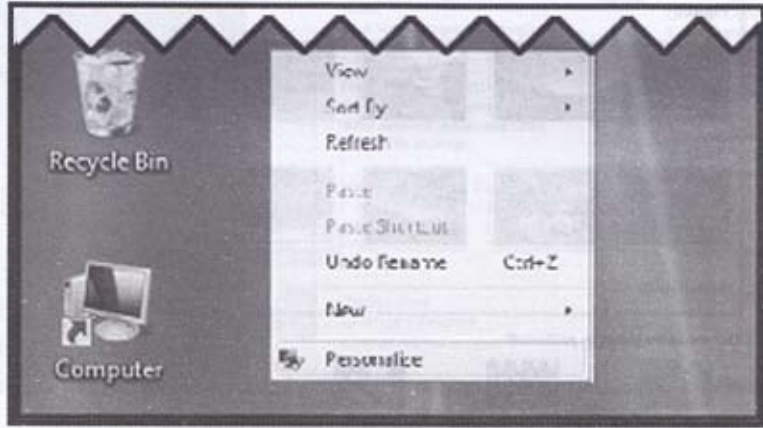 Recycle Bin
Computer
View
Sort By
Refresh
Paste
Paste Shortcut
Undo Rename Ctrl+Z
New
Personalize